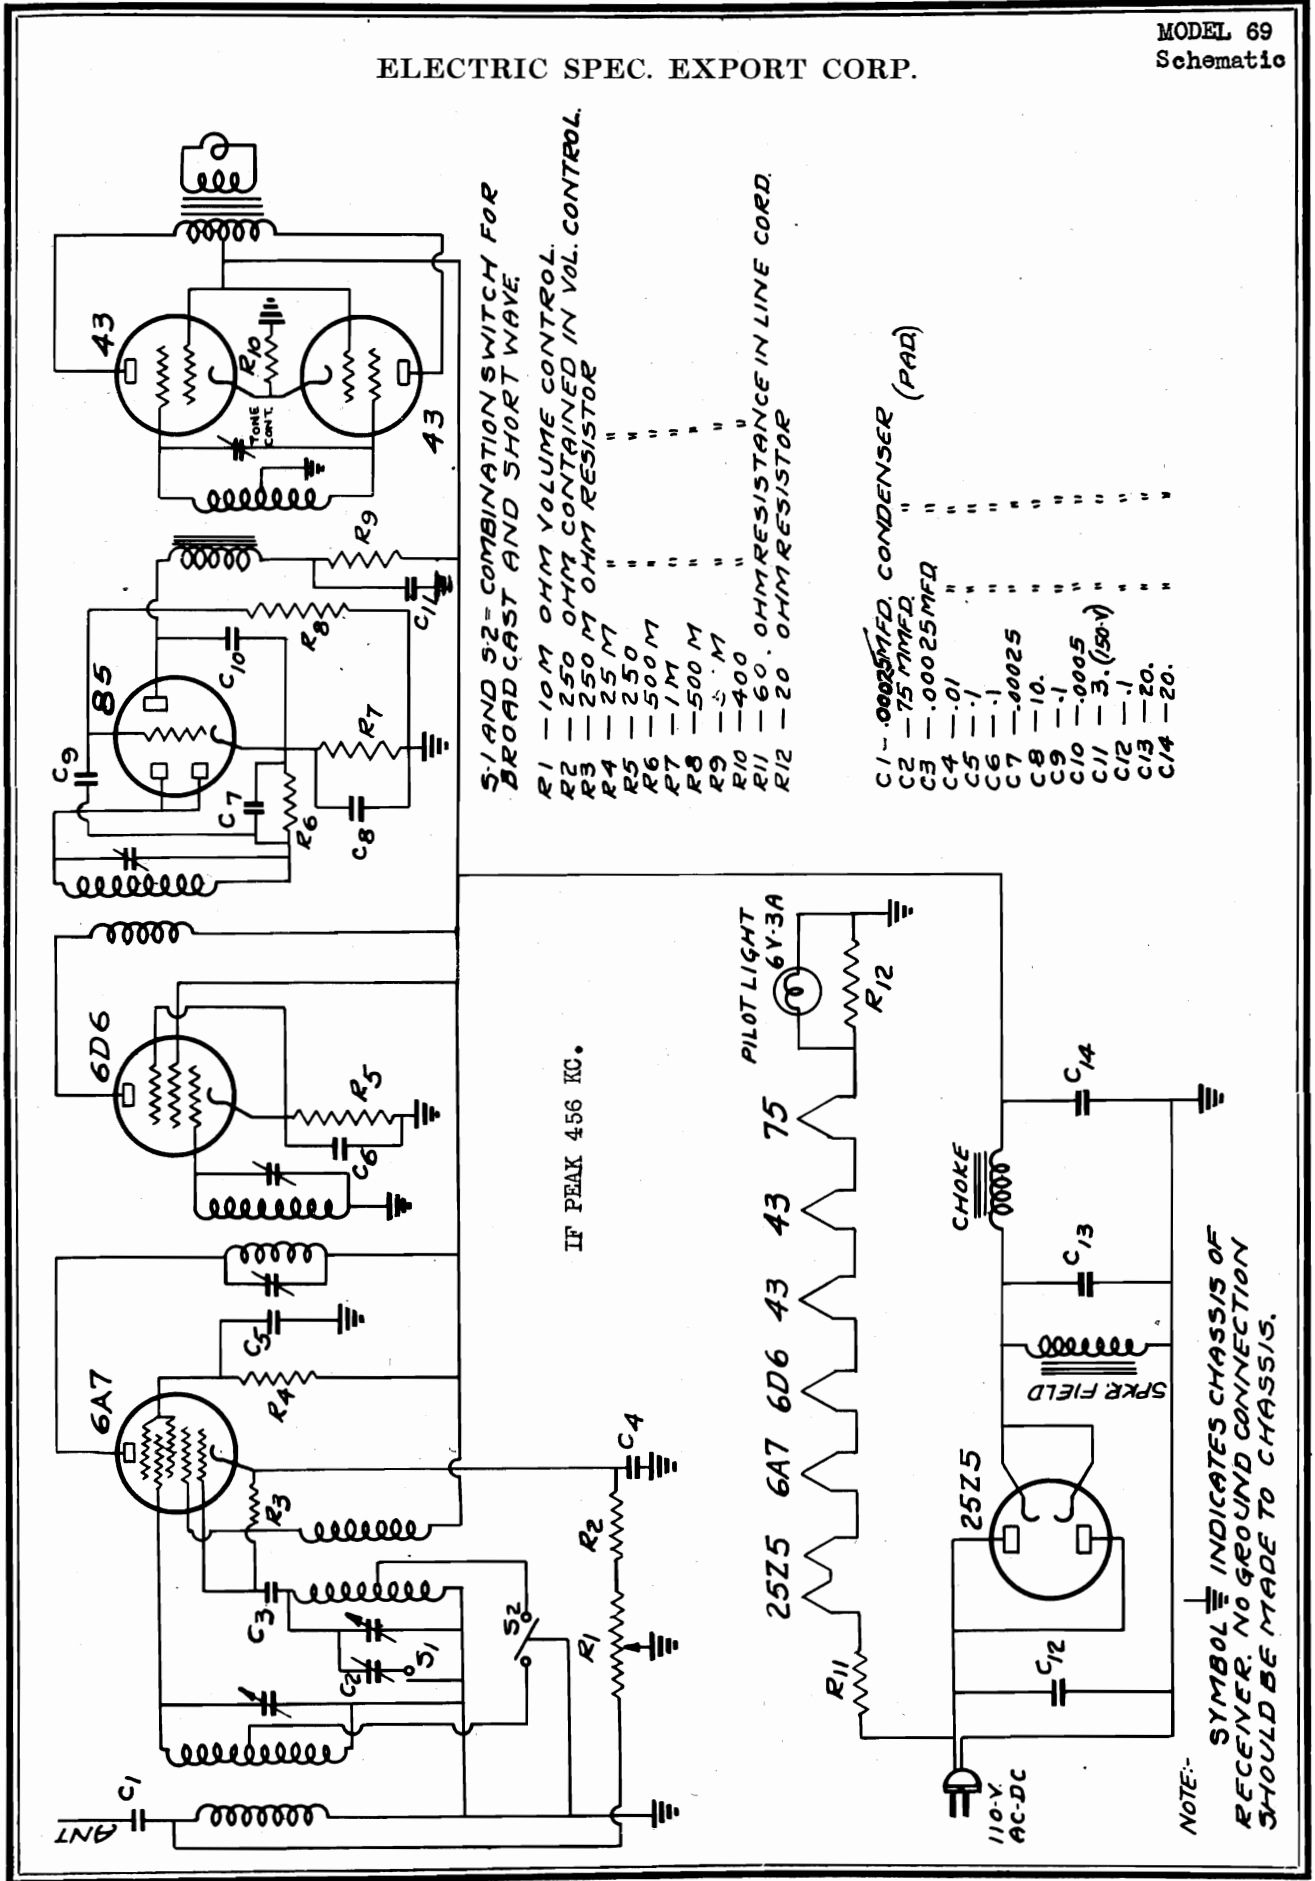 MODEL 69
Schematic
ELECTRIC SPEC. EXPORT CORP.
ANT
C1
C2
S1
C3
S2
R1
R2
R3
C4
6A7
R4
C5
6D6
C6
R5
85
C9
C7
R6
C8
R7
C10
R8
C11
R9
43
43
TONE
CONT.
R10
IF PEAK 456 KC.
S-1 AND S-2 = COMBINATION SWITCH FOR
BROADCAST AND SHORT WAVE.
R1 — 10 M OHM VOLUME CONTROL.
R2 — 250 OHM CONTAINED IN VOL. CONTROL.
R3 — 250 M OHM RESISTOR
R4 — 25 M " "
R5 — 250 " "
R6 — 500 M " "
R7 — 1 M " "
R8 — 500 M " "
R9 — M " "
R10 — 400 " "
R11 — 60. OHM RESISTANCE IN LINE CORD.
R12 — 20 OHM RESISTOR
C1 — .00025 MFD. CONDENSER
C2 — 75 MMFD. " (PAD)
C3 — .00025 MFD "
C4 — .01 " "
C5 — .1 " "
C6 — .1 " "
C7 — .00025 " "
C8 — 10. " "
C9 — .1 " "
C10 — .0005 " "
C11 — 3. (150-V) " "
C12 — .1 " "
C13 — 20. " "
C14 — 20. " "
R11
25Z5
6A7
6D6
43
43
75
PILOT LIGHT
6V-3A
R12
110-V.
AC-DC
C12
25Z5
SPKR. FIELD
C13
CHOKE
C14
NOTE:-
SYMBOL INDICATES CHASSIS OF
RECEIVER. NO GROUND CONNECTION
SHOULD BE MADE TO CHASSIS.